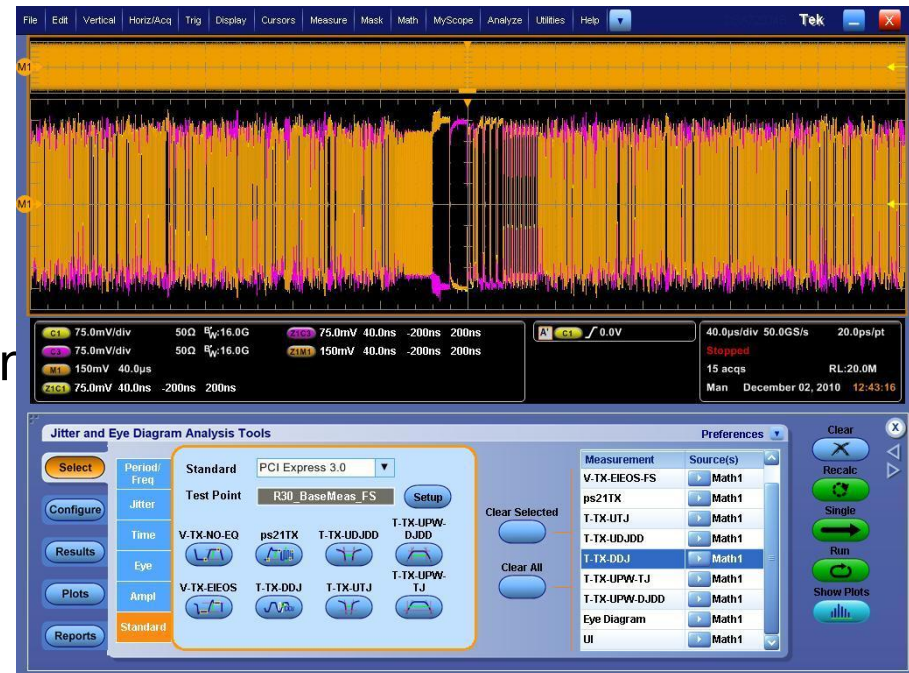 File Edit Vertical Horiz/Acq Trig Display Cursors Measure Mask Math MyScope Analyze Utilities Help Tek X
M1
M1
C1 75.0mV/div 50Ω BW:16.0G
C3 75.0mV/div 50Ω BW:16.0G
M1 150mV 40.0µs
Z1C1 75.0mV 40.0ns -200ns 200ns
Z1C3 75.0mV 40.0ns -200ns 200ns
Z1M1 150mV 40.0ns -200ns 200ns
A' C1 0.0V
40.0µs/div 50.0GS/s 20.0ps/pt
Stopped
15 acqs RL:20.0M
Man December 02, 2010 12:43:16
r
Jitter and Eye Diagram Analysis Tools
Preferences
Select
Configure
Results
Plots
Reports
Period/
Freq
Jitter
Time
Eye
Ampl
Standard
Standard PCI Express 3.0
Test Point R30_BaseMeas_FS Setup
V-TX-NO-EQ ps21TX T-TX-UDJDD T-TX-UPW-
DJDD
V-TX-EIEOS T-TX-DDJ T-TX-UTJ T-TX-UPW-
TJ
Clear Selected
Clear All
Measurement Source(s)
V-TX-EIEOS-FS Math1
ps21TX Math1
T-TX-UTJ Math1
T-TX-UDJDD Math1
T-TX-DDJ Math1
T-TX-UPW-TJ Math1
T-TX-UPW-DJDD Math1
Eye Diagram Math1
UI Math1
Clear
X
Recalc
Single
Run
Show Plots